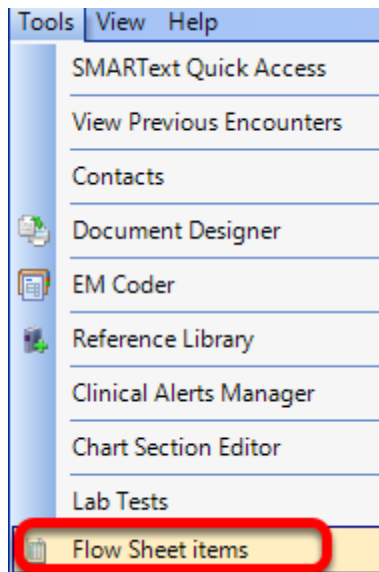 Tools View Help
SMARText Quick Access
View Previous Encounters
Contacts
Document Designer
EM Coder
Reference Library
Clinical Alerts Manager
Chart Section Editor
Lab Tests
Flow Sheet items